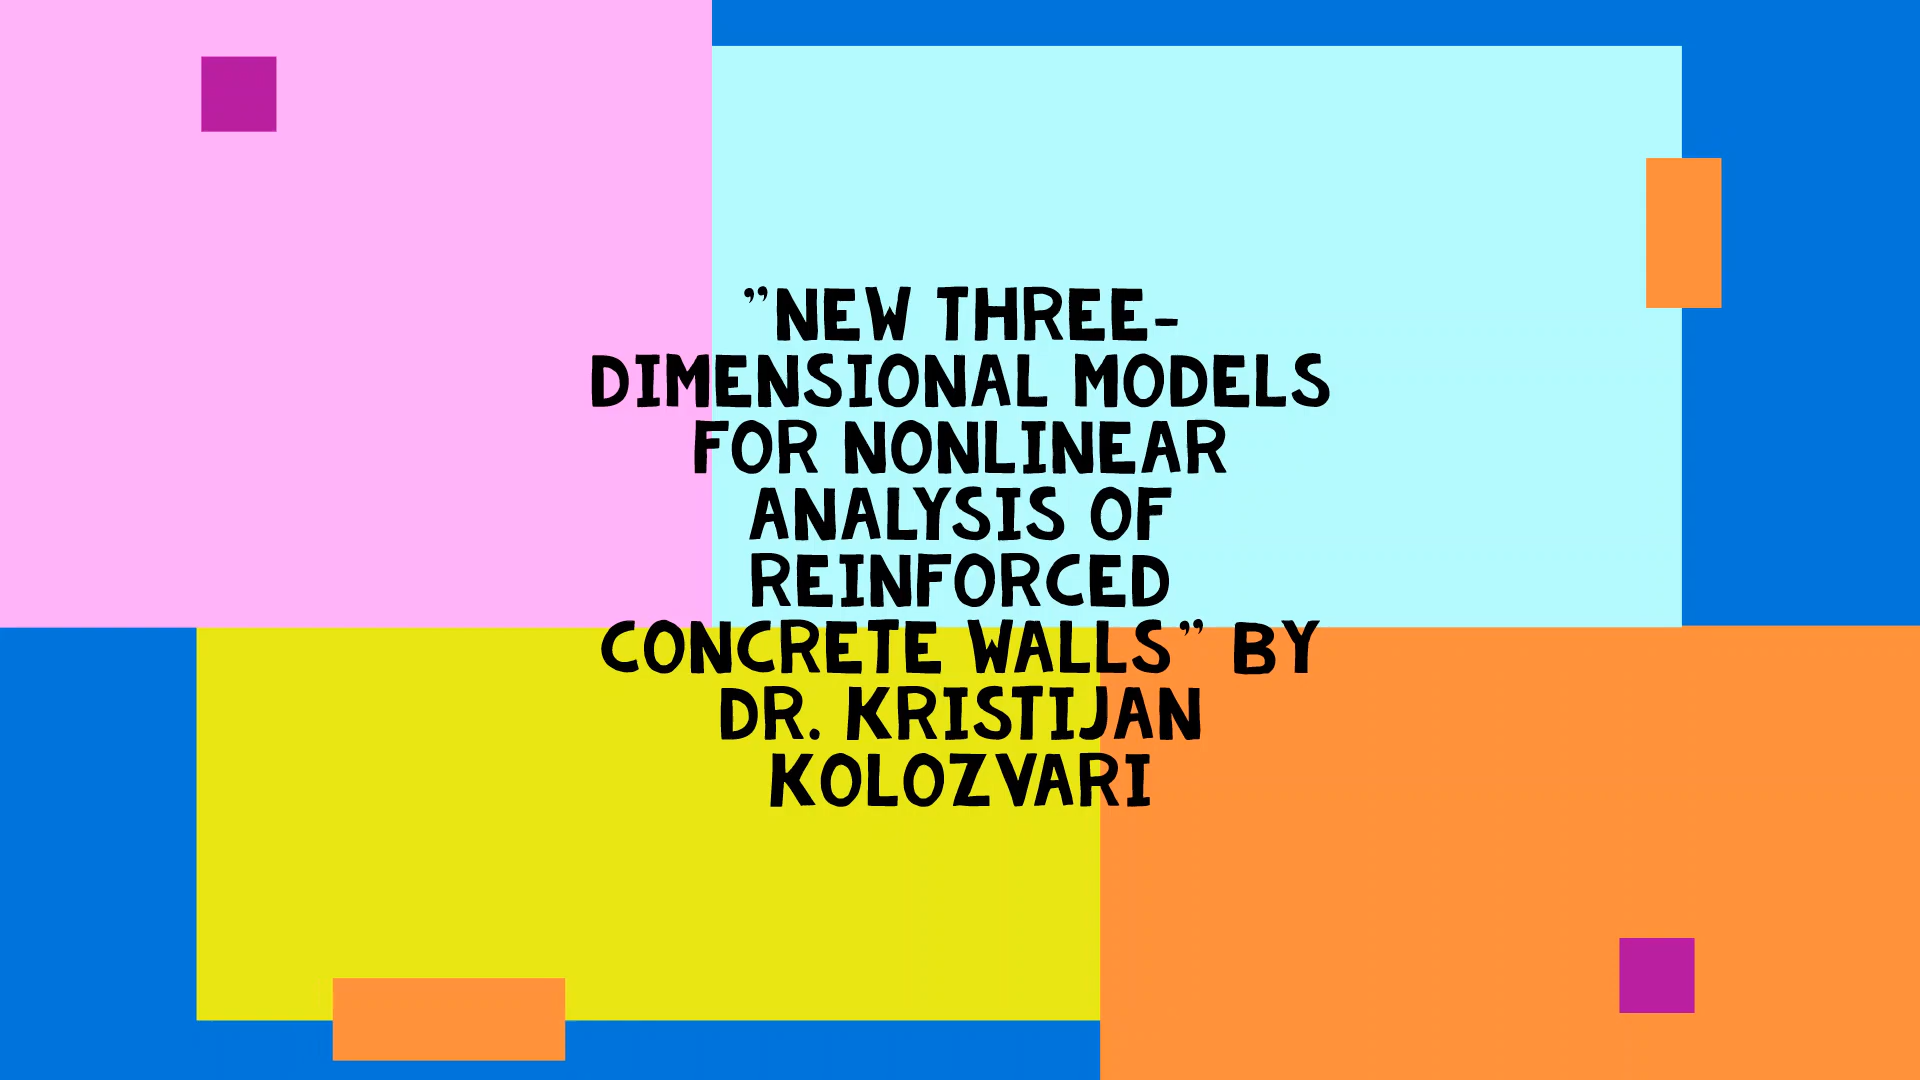 ”NEW THREE-
DIMENSIONAL MODELS
FOR NONLINEAR
ANALYSIS OF
REINFORCED
CONCRETE WALLS” BY
DR. KRISTIJAN
KOLOZVARI